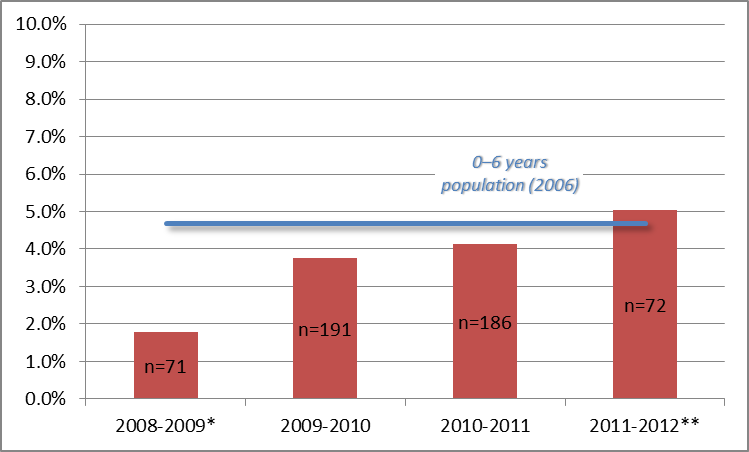 10.0%
9.0%
8.0%
7.0%
6.0%
5.0%
4.0%
3.0%
2.0%
1.0%
0.0%
0–6 years
population (2006)
n=71
n=191
n=186
n=72
2008-2009*
2009-2010
2010-2011
2011-2012**